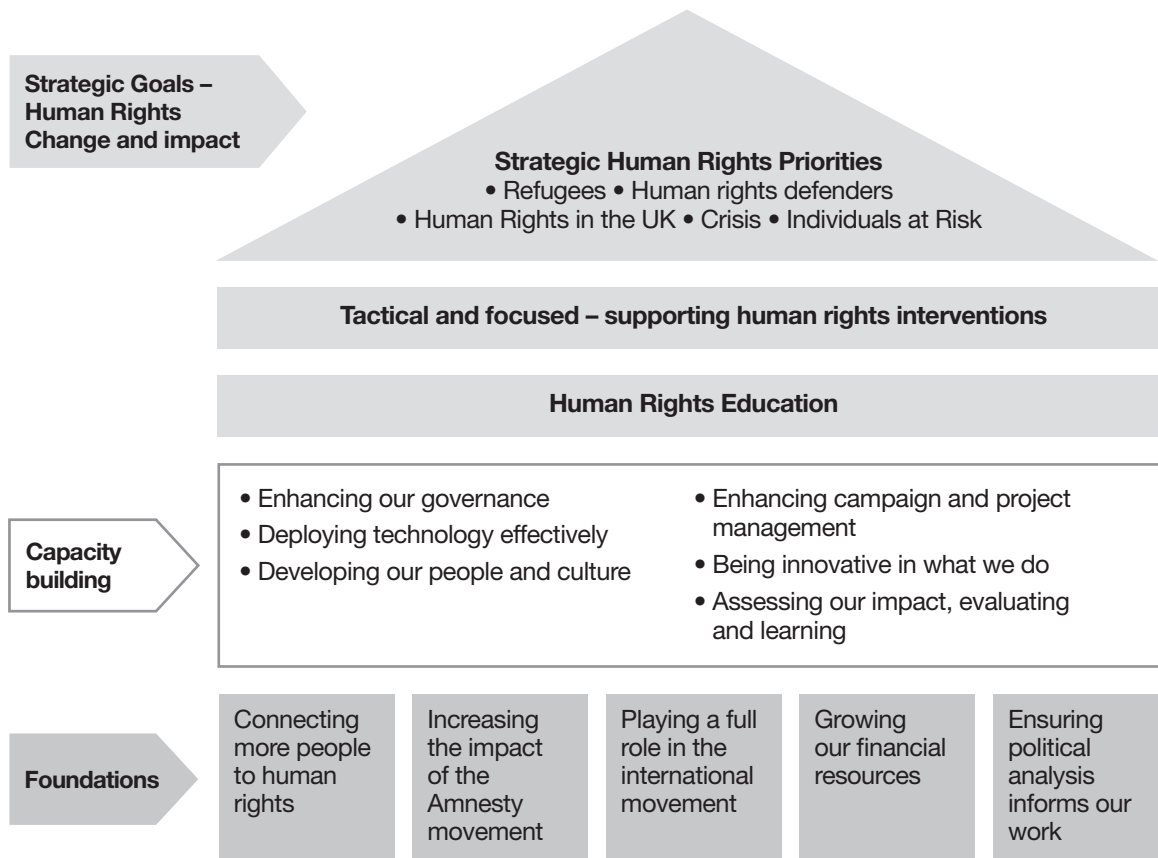 Strategic Goals –
Human Rights
Change and impact
Strategic Human Rights Priorities
• Refugees • Human rights defenders
• Human Rights in the UK • Crisis • Individuals at Risk
Tactical and focused – supporting human rights interventions
Human Rights Education
Capacity
building
• Enhancing our governance
• Deploying technology effectively
• Developing our people and culture
• Enhancing campaign and project
management
• Being innovative in what we do
• Assessing our impact, evaluating
and learning
Foundations
Connecting
more people
to human
rights
Increasing
the impact
of the
Amnesty
movement
Playing a full
role in the
international
movement
Growing
our financial
resources
Ensuring
political
analysis
informs our
work